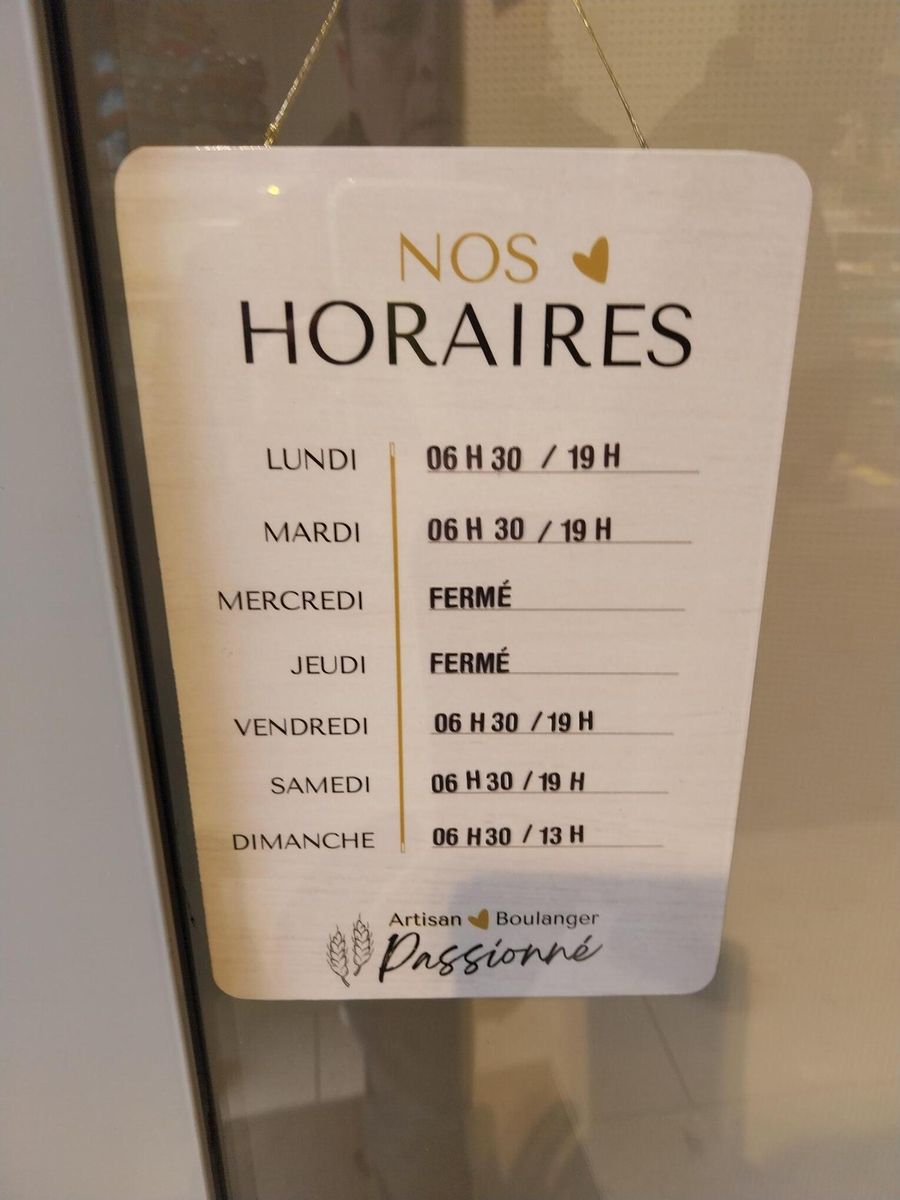 NOS
HORAIRES
LUNDI 06 H 30 / 19 H
MARDI 06 H 30 / 19 H
MERCREDI FERMÉ
JEUDI FERMÉ
VENDREDI 06 H 30 / 19 H
SAMEDI 06 H 30 / 19 H
DIMANCHE 06 H 30 / 13 H
Artisan Boulanger
Passionné